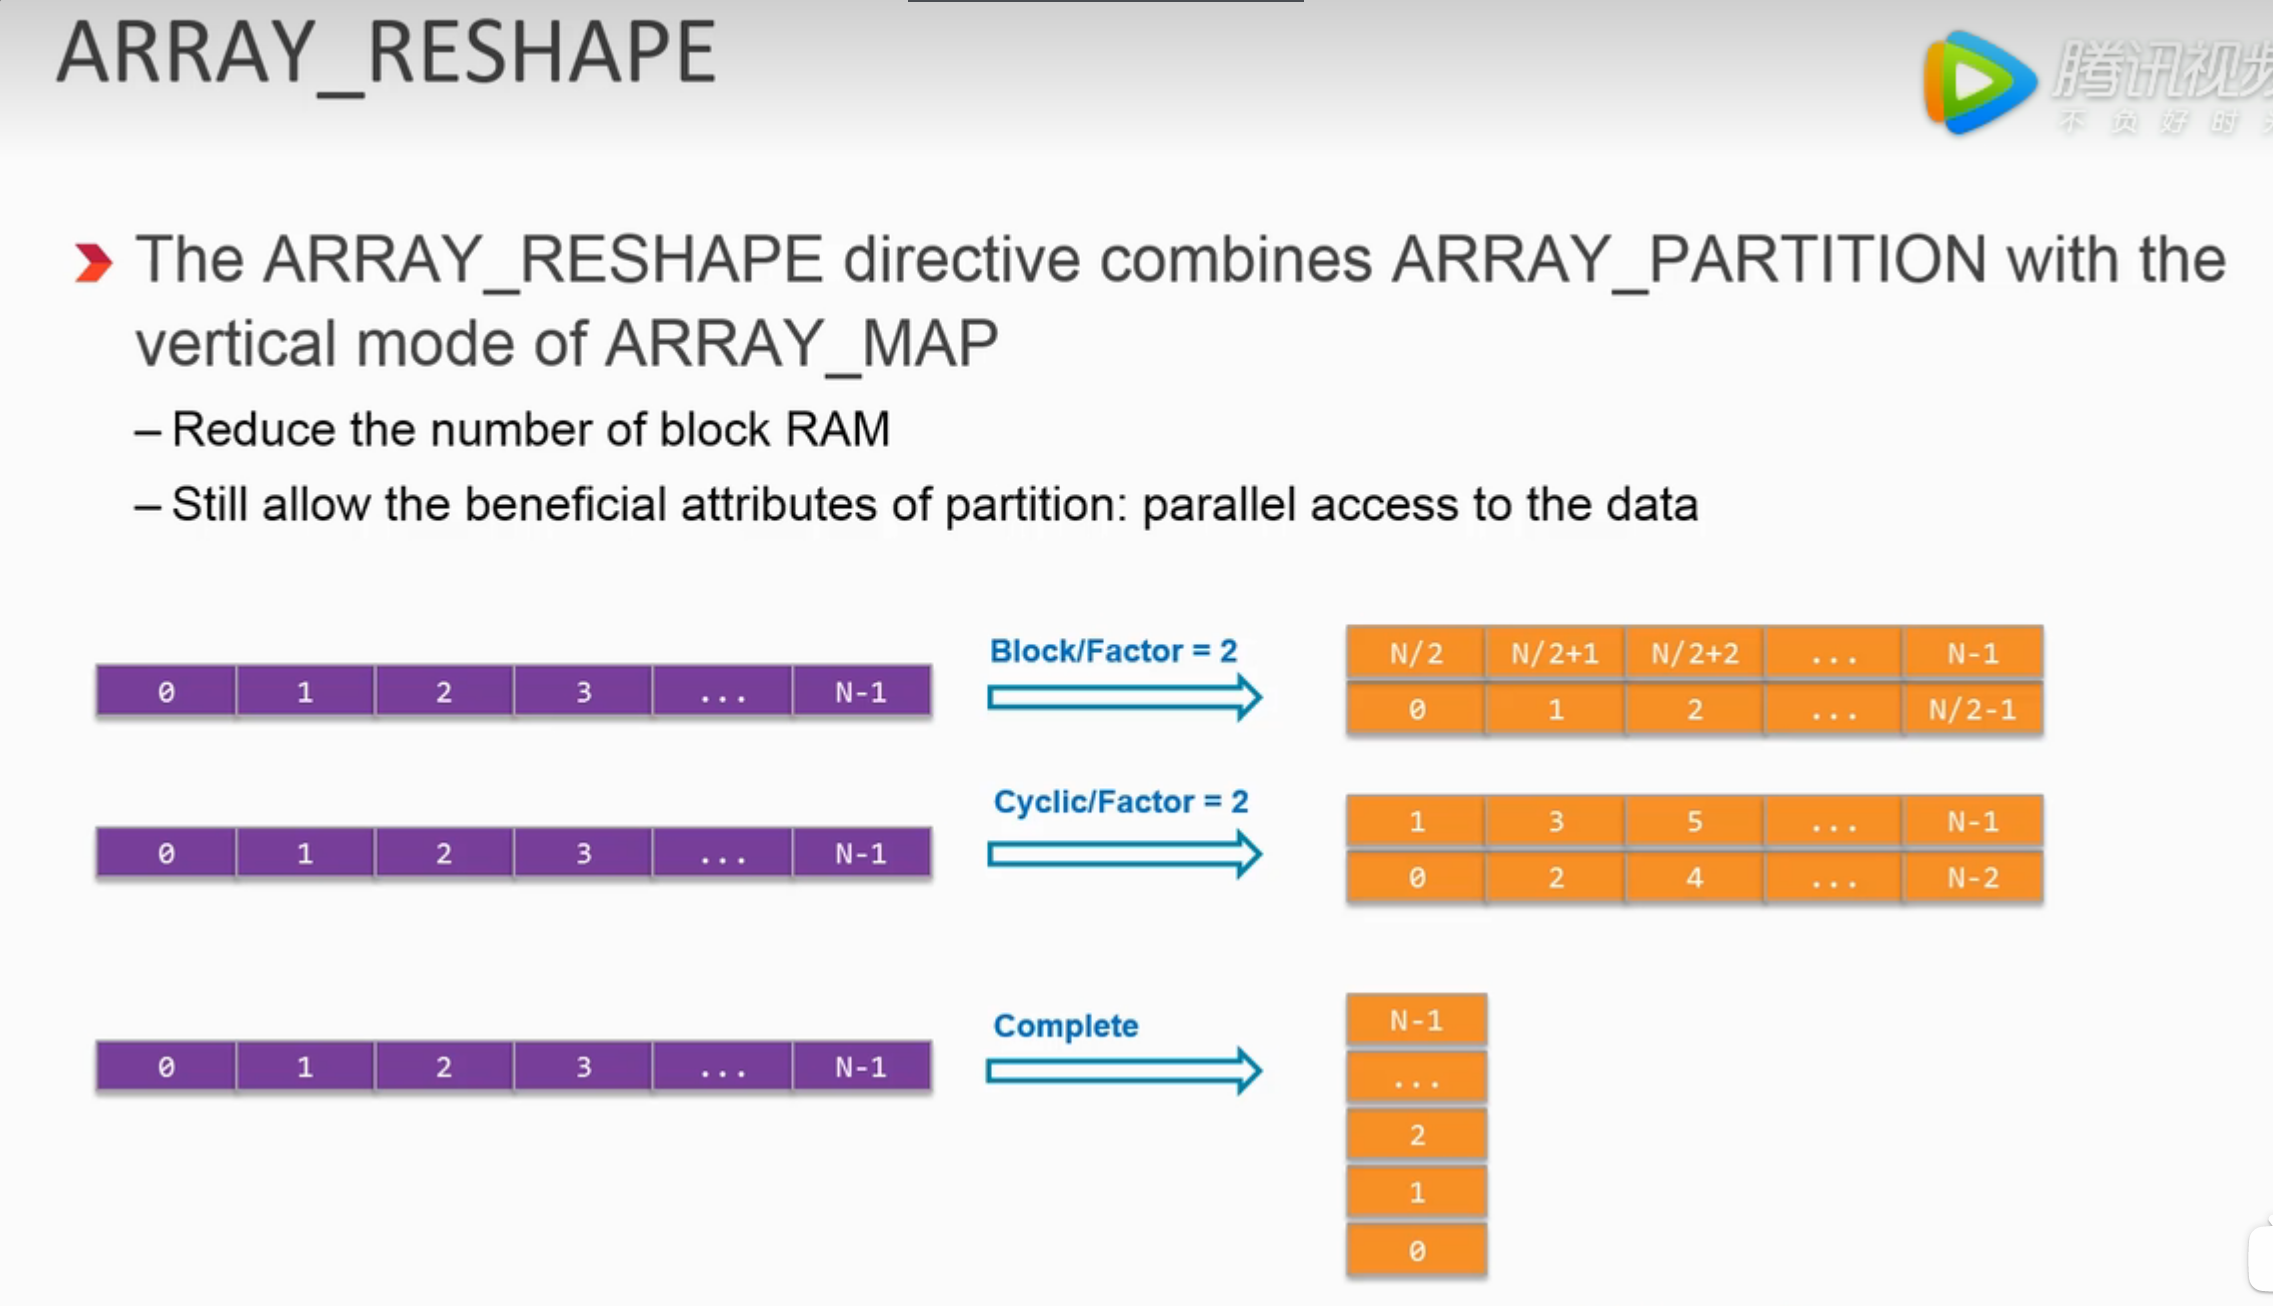 ARRAY_RESHAPE
腾讯视频
不负好时
The ARRAY_RESHAPE directive combines ARRAY_PARTITION with the
vertical mode of ARRAY_MAP
– Reduce the number of block RAM
– Still allow the beneficial attributes of partition: parallel access to the data
0 1 2 3 ... N-1
Block/Factor = 2
N/2 N/2+1 N/2+2 ... N-1
0 1 2 ... N/2-1
0 1 2 3 ... N-1
Cyclic/Factor = 2
1 3 5 ... N-1
0 2 4 ... N-2
0 1 2 3 ... N-1
Complete
N-1
...
2
1
0